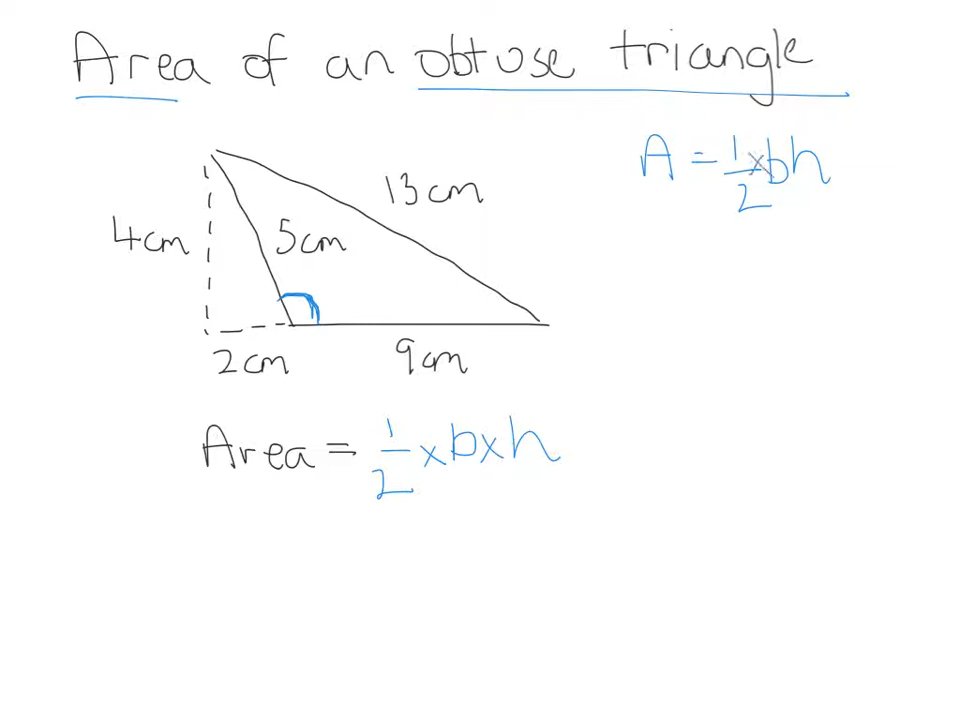 Area of an obtuse triangle
A = 1/2 × bh
13cm
4cm
5cm
2cm
9cm
Area = 1/2 × b × h